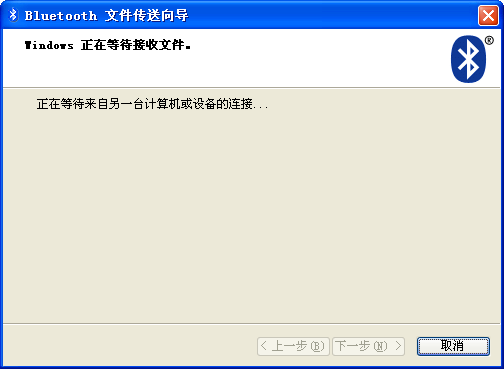 Bluetooth 文件传送向导
Windows 正在等待接收文件。
®
正在等待来自另一台计算机或设备的连接...
< 上一步(B)
下一步(N) >
取消